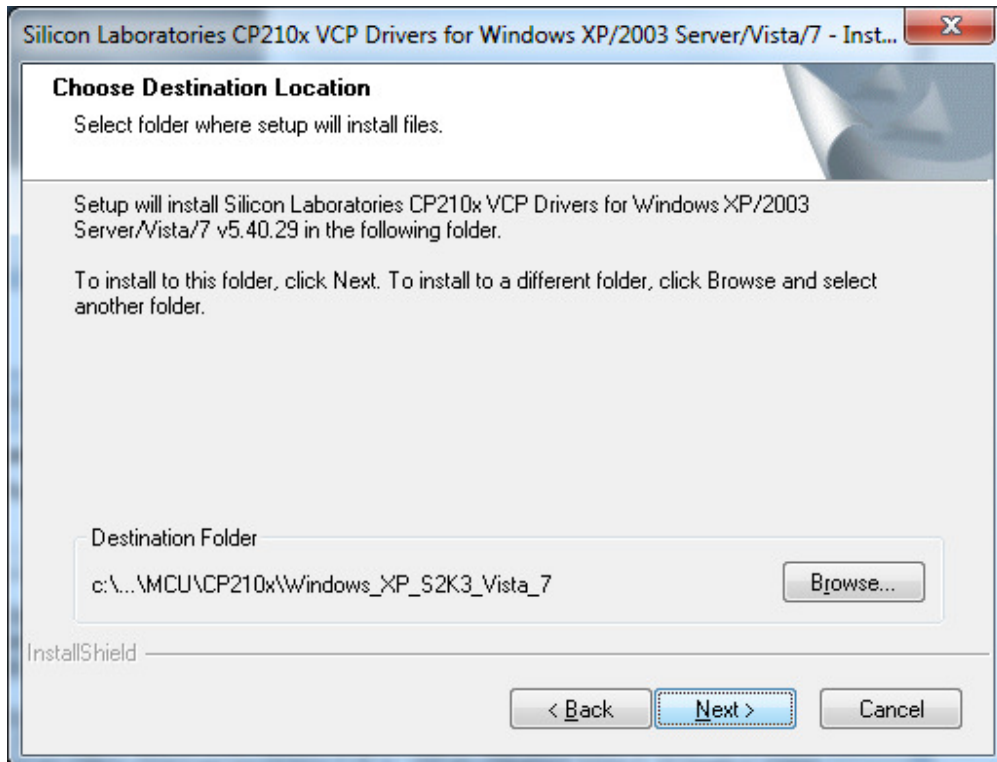 Silicon Laboratories CP210x VCP Drivers for Windows XP/2003 Server/Vista/7 - Inst...
Choose Destination Location
Select folder where setup will install files.
Setup will install Silicon Laboratories CP210x VCP Drivers for Windows XP/2003
Server/Vista/7 v5.40.29 in the following folder.
To install to this folder, click Next. To install to a different folder, click Browse and select
another folder.
Destination Folder
c:\...\MCU\CP210x\Windows_XP_S2K3_Vista_7
Browse...
InstallShield
< Back
Next >
Cancel